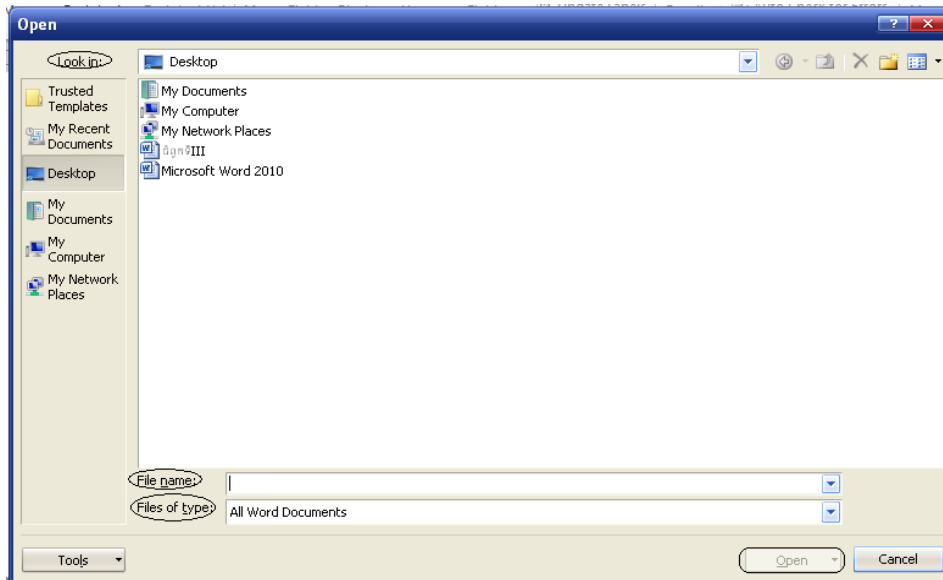 Open
Look in:
Desktop
Trusted
Templates
My Recent
Documents
Desktop
My
Documents
My
Computer
My Network
Places
My Documents
My Computer
My Network Places
III
Microsoft Word 2010
File name:
Files of type:
All Word Documents
Tools
Open
Cancel